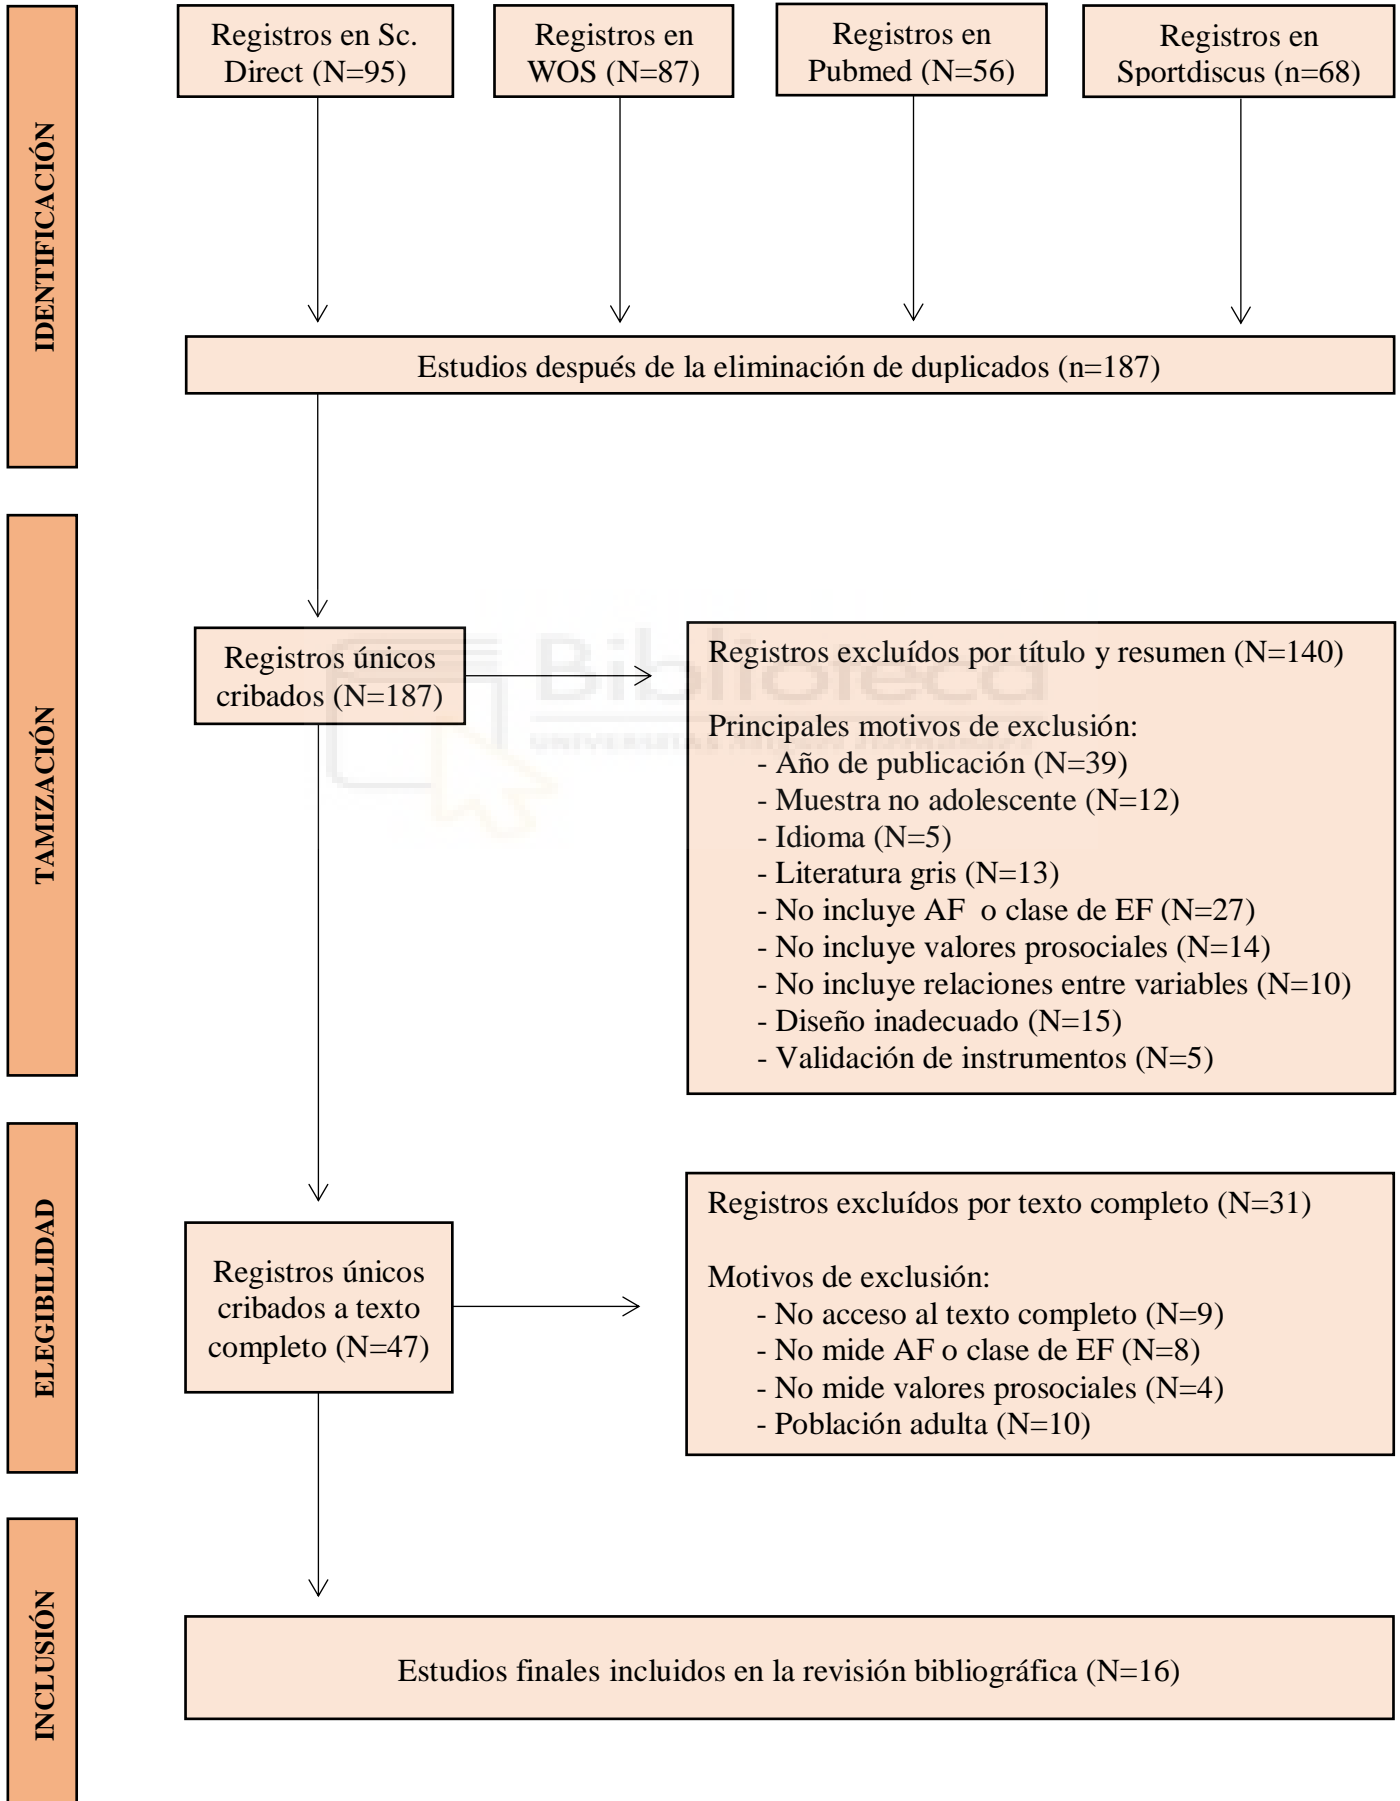 IDENTIFICACIÓN
Registros en Sc.
Direct (N=95)
Registros en
WOS (N=87)
Registros en
Pubmed (N=56)
Registros en
Sportdiscus (n=68)
Estudios después de la eliminación de duplicados (n=187)
TAMIZACIÓN
Registros únicos
cribados (N=187)
Biblioteca
UNIVERSITAS Miguel Hernández
Registros excluídos por título y resumen (N=140)
Principales motivos de exclusión:
- Año de publicación (N=39)
- Muestra no adolescente (N=12)
- Idioma (N=5)
- Literatura gris (N=13)
- No incluye AF o clase de EF (N=27)
- No incluye valores prosociales (N=14)
- No incluye relaciones entre variables (N=10)
- Diseño inadecuado (N=15)
- Validación de instrumentos (N=5)
ELEGIBILIDAD
Registros únicos
cribados a texto
completo (N=47)
Registros excluídos por texto completo (N=31)
Motivos de exclusión:
- No acceso al texto completo (N=9)
- No mide AF o clase de EF (N=8)
- No mide valores prosociales (N=4)
- Población adulta (N=10)
INCLUSIÓN
Estudios finales incluidos en la revisión bibliográfica (N=16)